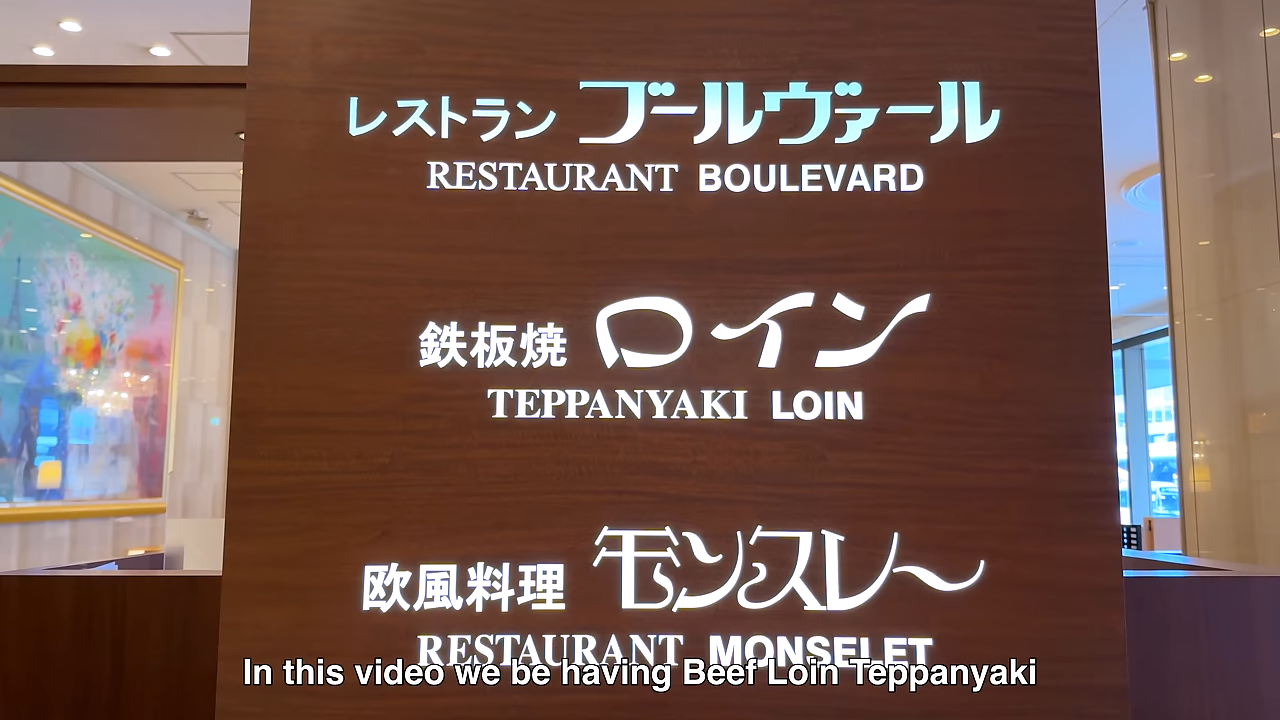 レストラン ブールヴァール
RESTAURANT BOULEVARD
鉄板焼 ロイン
TEPPANYAKI LOIN
欧風料理 モンスレー
RESTAURANT MONSELET
In this video we be having Beef Loin Teppanyaki